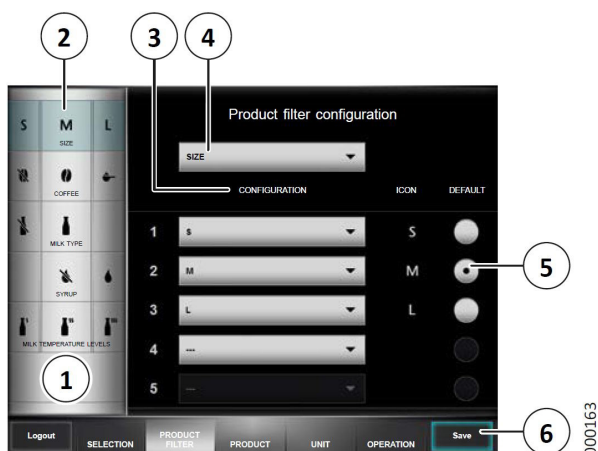 2
3
4
Product filter configuration
S M L
SIZE
SIZE
CONFIGURATION ICON DEFAULT
COFFEE
1 S S
MILK TYPE
2 M M
5
SYRUP
3 L L
MILK TEMPERATURE LEVELS
4 ---
1
5 ---
Logout SELECTION PRODUCT FILTER PRODUCT UNIT OPERATION Save
6
000163